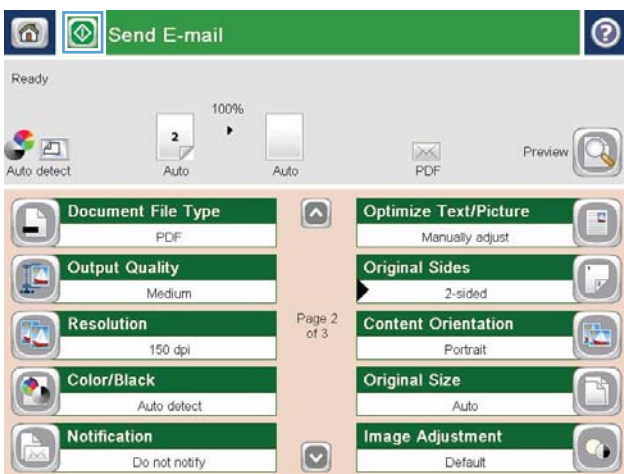 Send E-mail
Ready
100%
2
Auto detect
Auto
Auto
PDF
Preview
Document File Type
PDF
Output Quality
Medium
Resolution
150 dpi
Color/Black
Auto detect
Notification
Do not notify
Page 2
of 3
Optimize Text/Picture
Manually adjust
Original Sides
2-sided
Content Orientation
Portrait
Original Size
Auto
Image Adjustment
Default